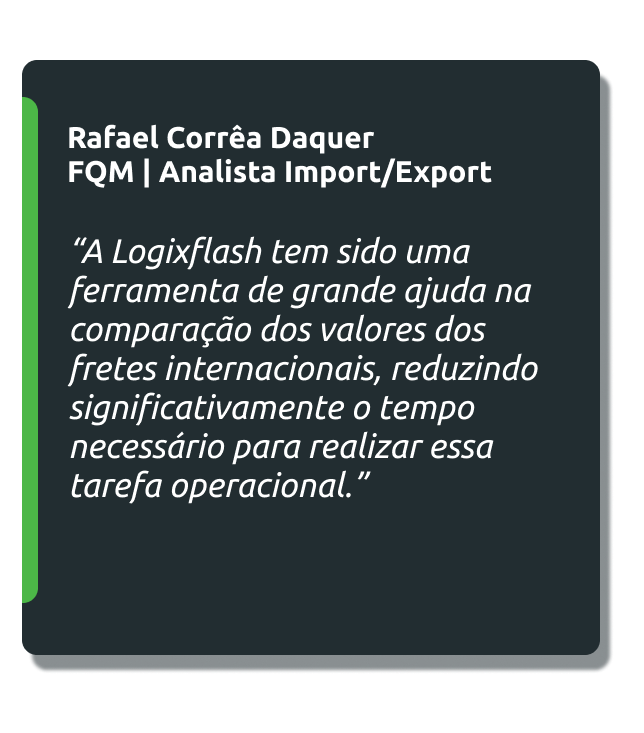 Rafael Corrêa Daquer
FQM | Analista Import/Export
“A Logixflash tem sido uma
ferramenta de grande ajuda na
comparação dos valores dos
fretes internacionais, reduzindo
significativamente o tempo
necessário para realizar essa
tarefa operacional.”